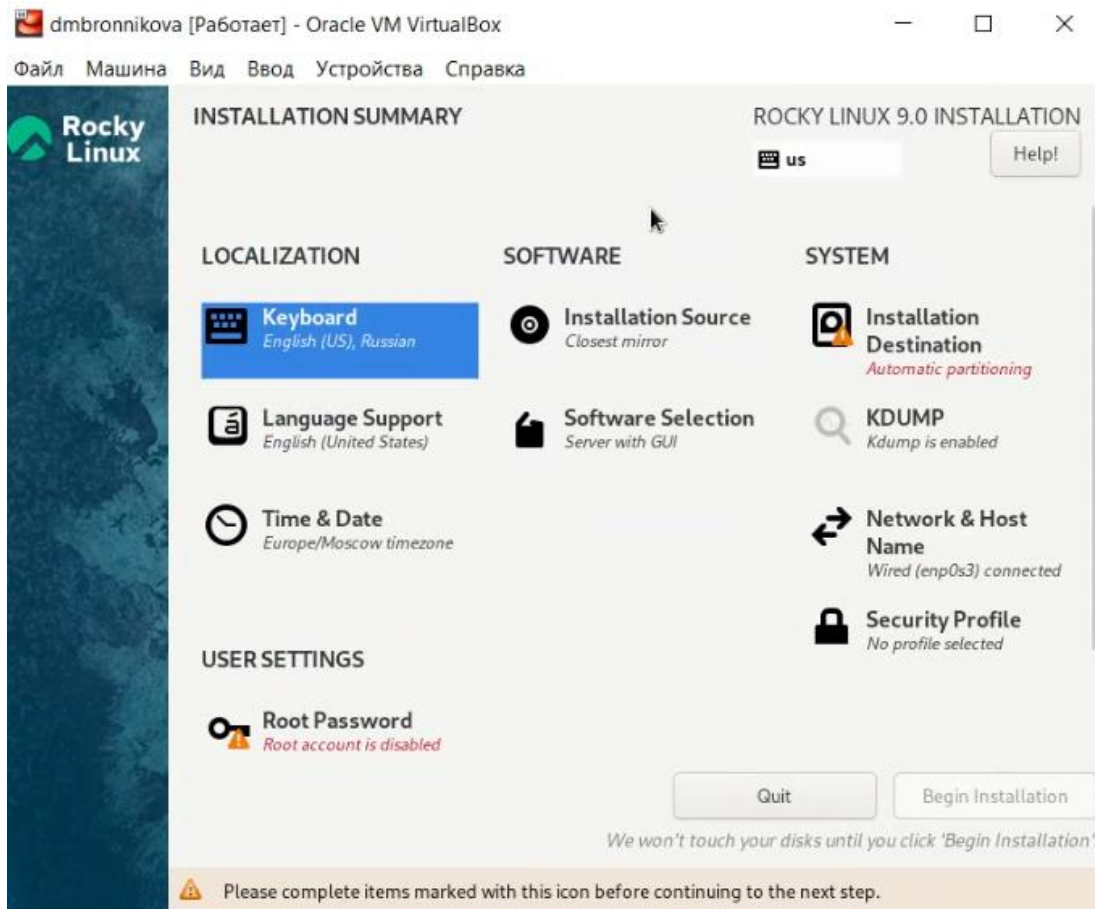 dmbronnikova [Работает] - Oracle VM VirtualBox
Файл Машина Вид Ввод Устройства Справка
Rocky
Linux
INSTALLATION SUMMARY
ROCKY LINUX 9.0 INSTALLATION
us
Help!
LOCALIZATION
Keyboard
English (US), Russian
Language Support
English (United States)
Time & Date
Europe/Moscow timezone
SOFTWARE
Installation Source
Closest mirror
Software Selection
Server with GUI
SYSTEM
Installation
Destination
Automatic partitioning
KDUMP
Kdump is enabled
Network & Host
Name
Wired (enp0s3) connected
Security Profile
No profile selected
USER SETTINGS
Root Password
Root account is disabled
Quit
Begin Installation
We won't touch your disks until you click 'Begin Installation'
Please complete items marked with this icon before continuing to the next step.